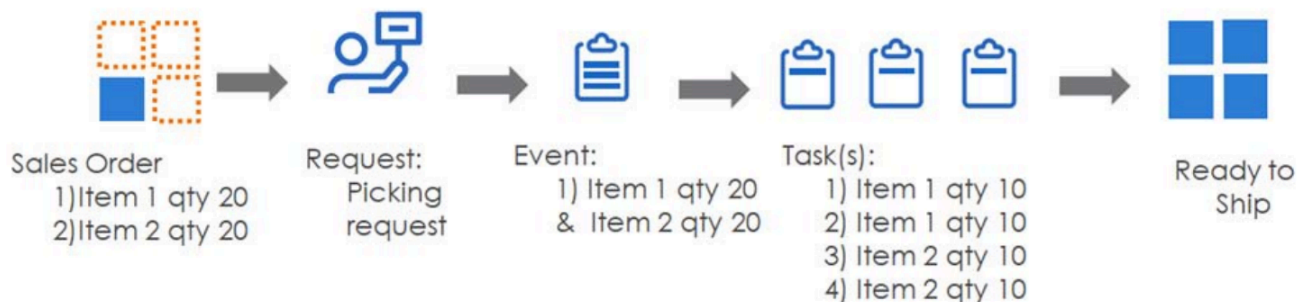 Sales Order
1)Item 1 qty 20
2)Item 2 qty 20
Request:
Picking
request
Event:
1) Item 1 qty 20
& Item 2 qty 20
Task(s):
1) Item 1 qty 10
2) Item 1 qty 10
3) Item 2 qty 10
4) Item 2 qty 10
Ready to
Ship